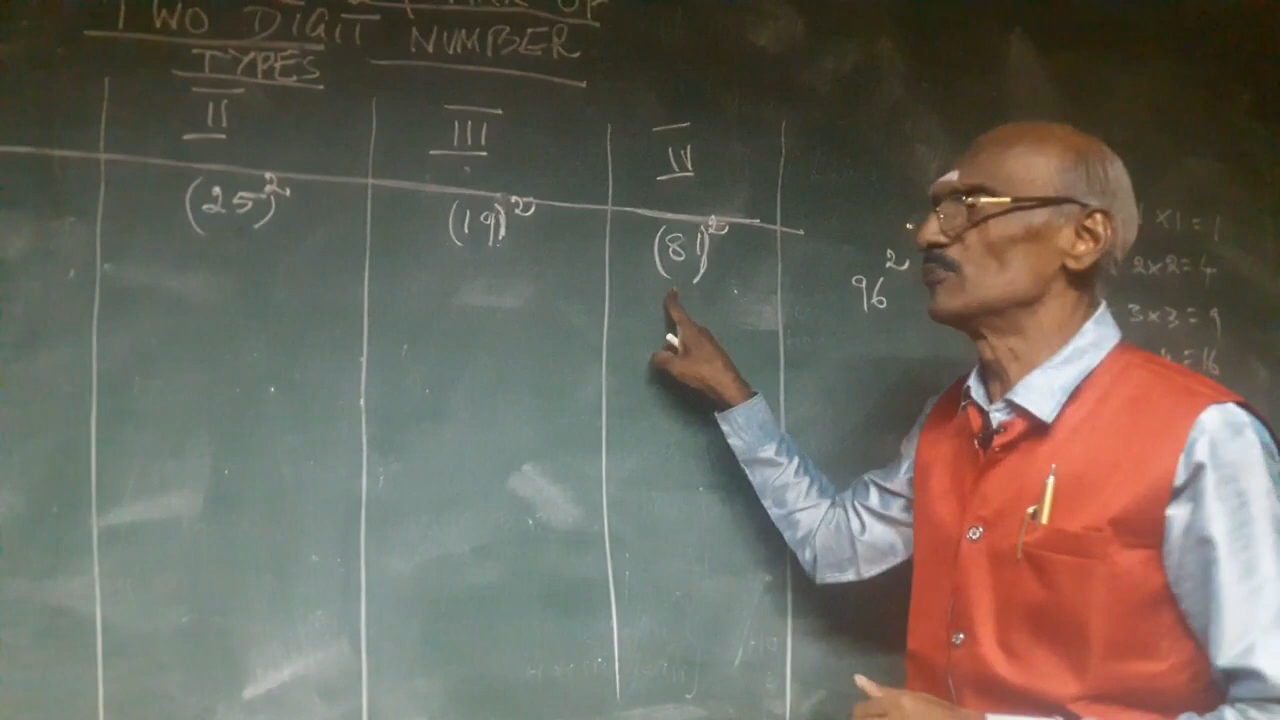 OF
TWO DIGIT NUMBER
TYPES
II
III
IV
(25)²
(19)²
(81)²
96²
1 = 1
2 × 2 = 4
3 × 3 = 9
= 16